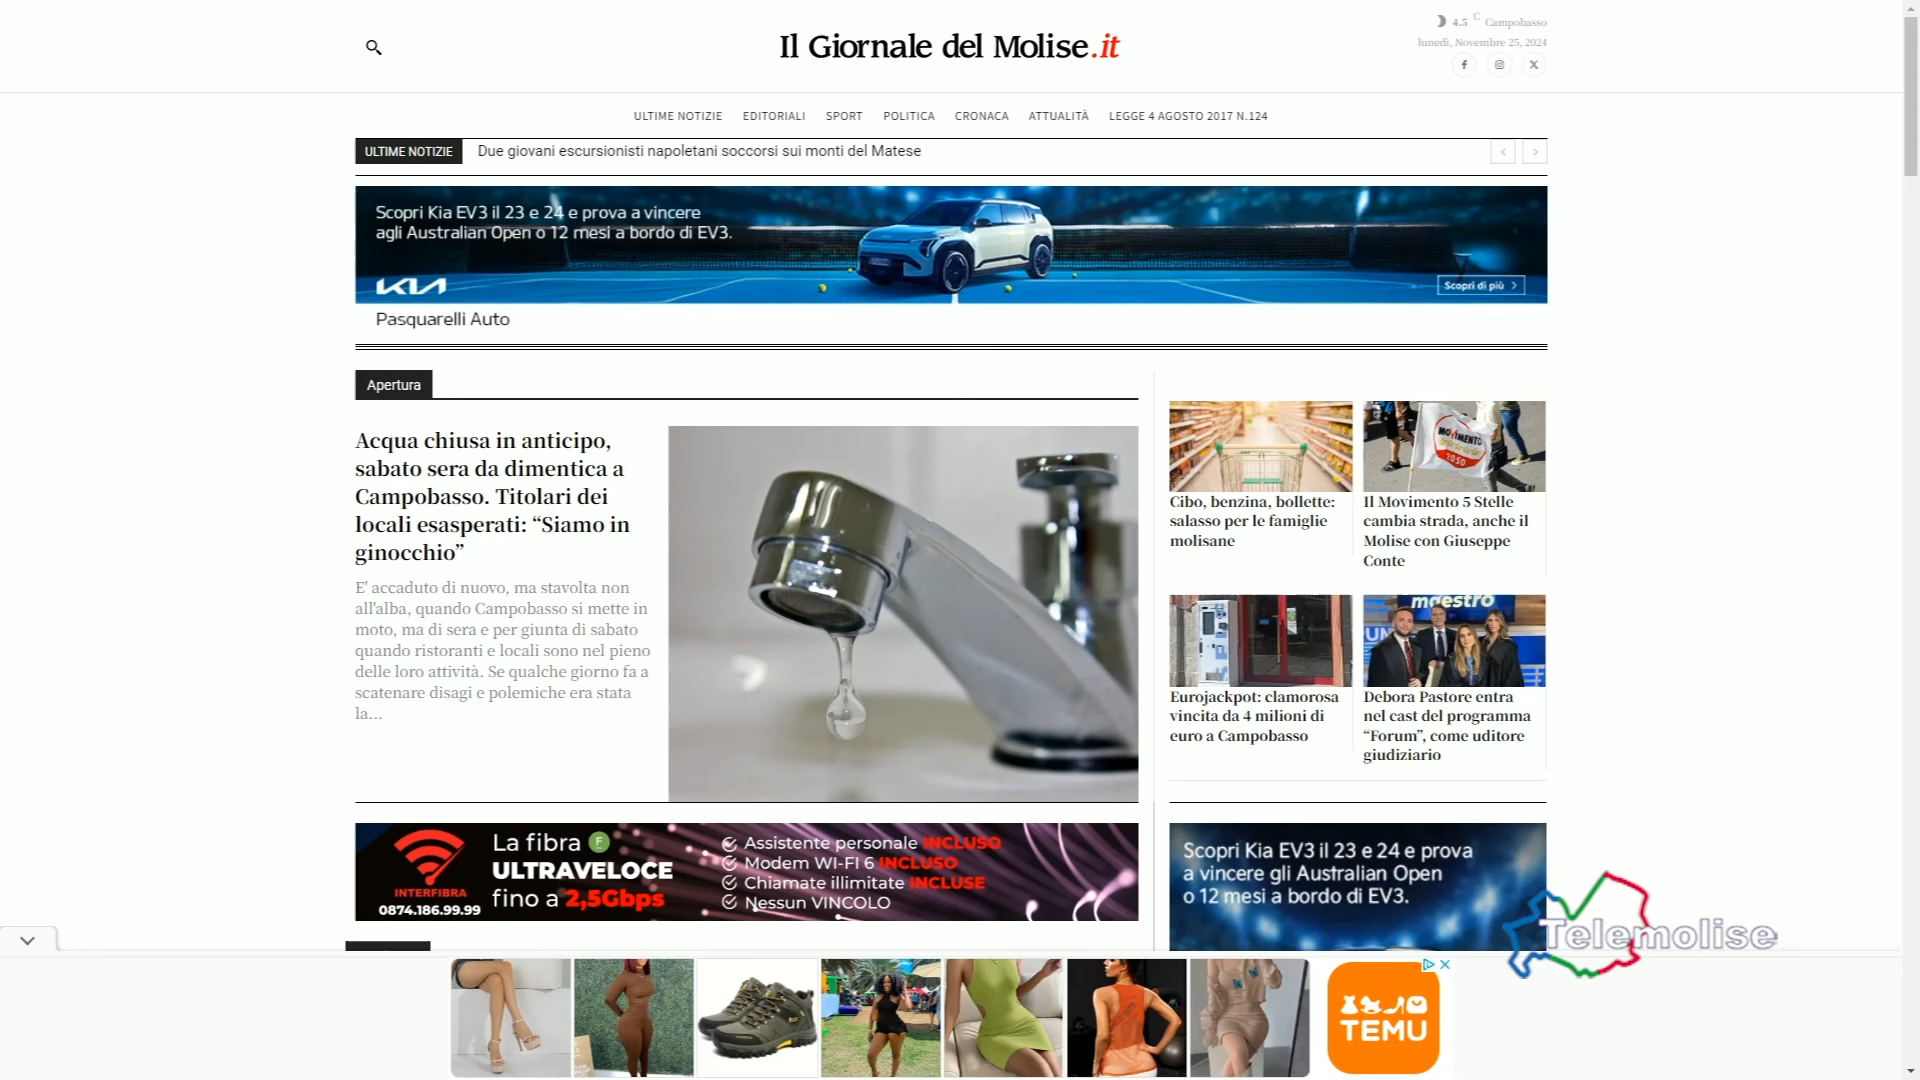 Il Giornale del Molise.it
4.5 C Campobasso
lunedì, Novembre 25, 2024
ULTIME NOTIZIE EDITORIALI SPORT POLITICA CRONACA ATTUALITÀ LEGGE 4 AGOSTO 2017 N.124
ULTIME NOTIZIE Due giovani escursionisti napoletani soccorsi sui monti del Matese
Scopri Kia EV3 il 23 e 24 e prova a vincere
agli Australian Open o 12 mesi a bordo di EV3.
KIA
Scopri di più
Pasquarelli Auto
Apertura
Acqua chiusa in anticipo,
sabato sera da dimentica a
Campobasso. Titolari dei
locali esasperati: “Siamo in
ginocchio”
E' accaduto di nuovo, ma stavolta non
all'alba, quando Campobasso si mette in
moto, ma di sera e per giunta di sabato
quando ristoranti e locali sono nel pieno
delle loro attività. Se qualche giorno fa a
scatenare disagi e polemiche era stata
la...
Cibo, benzina, bollette:
salasso per le famiglie
molisane
MOVIMENTO
2050
Il Movimento 5 Stelle
cambia strada, anche il
Molise con Giuseppe
Conte
Eurojackpot: clamorosa
vincita da 4 milioni di
euro a Campobasso
maestro
Debora Pastore entra
nel cast del programma
“Forum”, come uditore
giudiziario
INTERFIBRA
0874.186.99.99
La fibra F
ULTRAVELOCE
fino a 2,5Gbps
Assistente personale INCLUSO
Modem WI-FI 6 INCLUSO
Chiamate illimitate INCLUSE
Nessun VINCOLO
Scopri Kia EV3 il 23 e 24 e prova
a vincere gli Australian Open
o 12 mesi a bordo di EV3.
Telemolise
TEMU